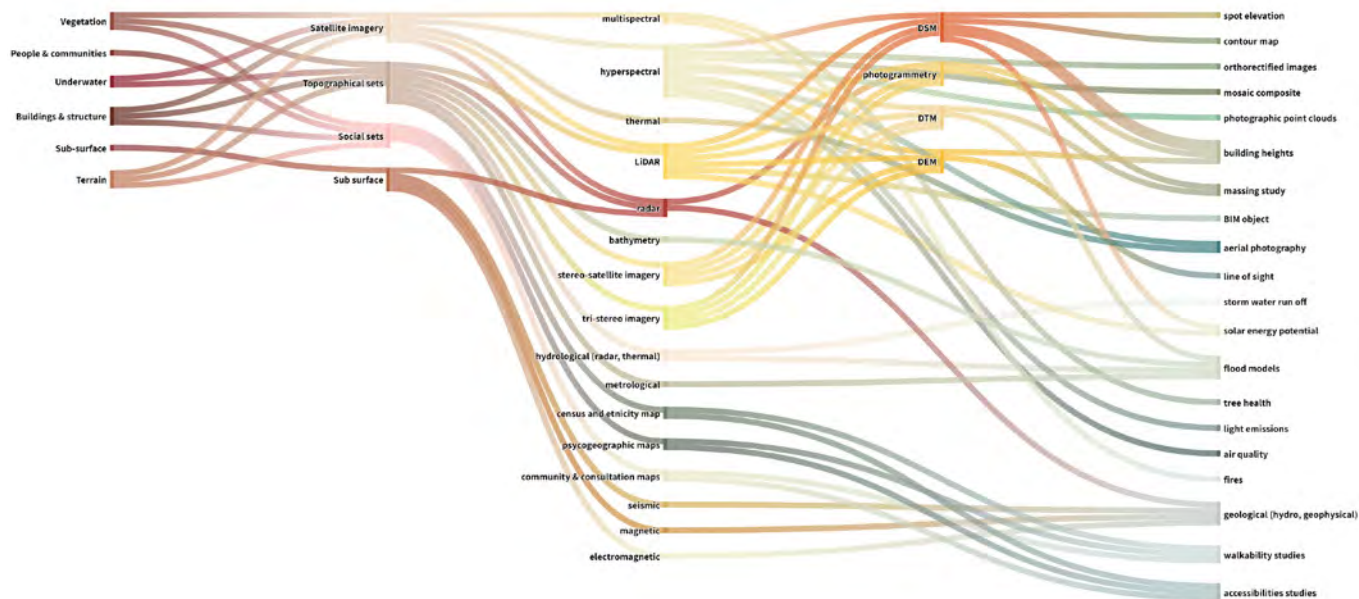 Vegetation
People & communities
Underwater
Buildings & structure
Sub-surface
Terrain
Satellite imagery
Topographical sets
Social sets
Sub surface
multispectral
hyperspectral
thermal
LiDAR
radar
bathymetry
stereo-satellite imagery
tri-stereo imagery
hydrological (radar, thermal)
metrological
census and etnicity map
psycogeographic maps
community & consultation maps
seismic
magnetic
electromagnetic
DSM
photogrammetry
DTM
DEM
spot elevation
contour map
orthorectified images
mosaic composite
photographic point clouds
building heights
massing study
BIM object
aerial photography
line of sight
storm water run off
solar energy potential
flood models
tree health
light emissions
air quality
fires
geological (hydro, geophysical)
walkability studies
accessibilities studies